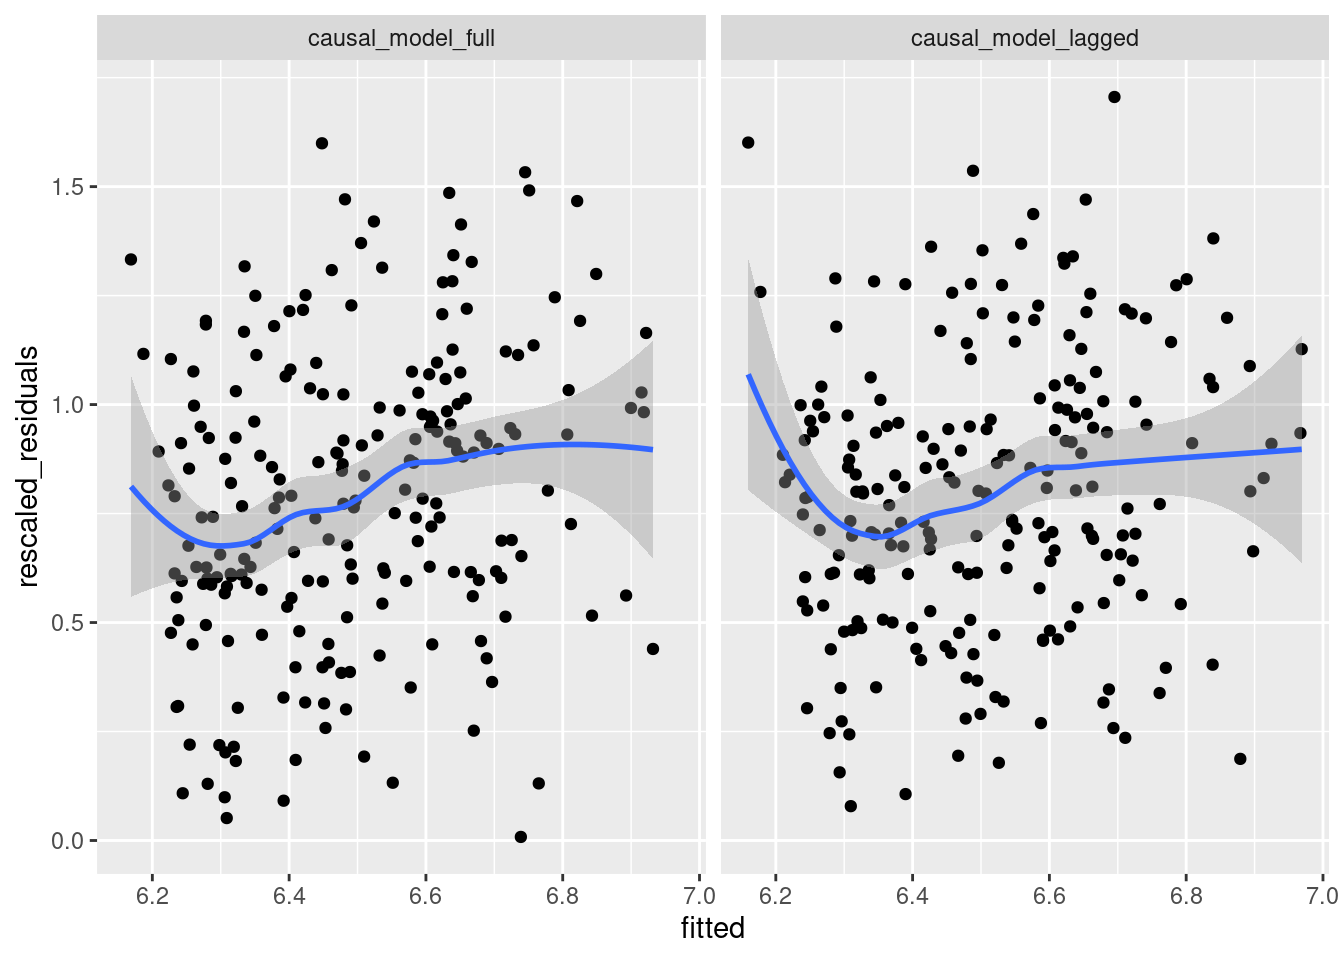 causal_model_full
causal_model_lagged
rescaled_residuals
1.5
1.0
0.5
0.0
6.2 6.4 6.6 6.8 7.0
6.2 6.4 6.6 6.8 7.0
fitted